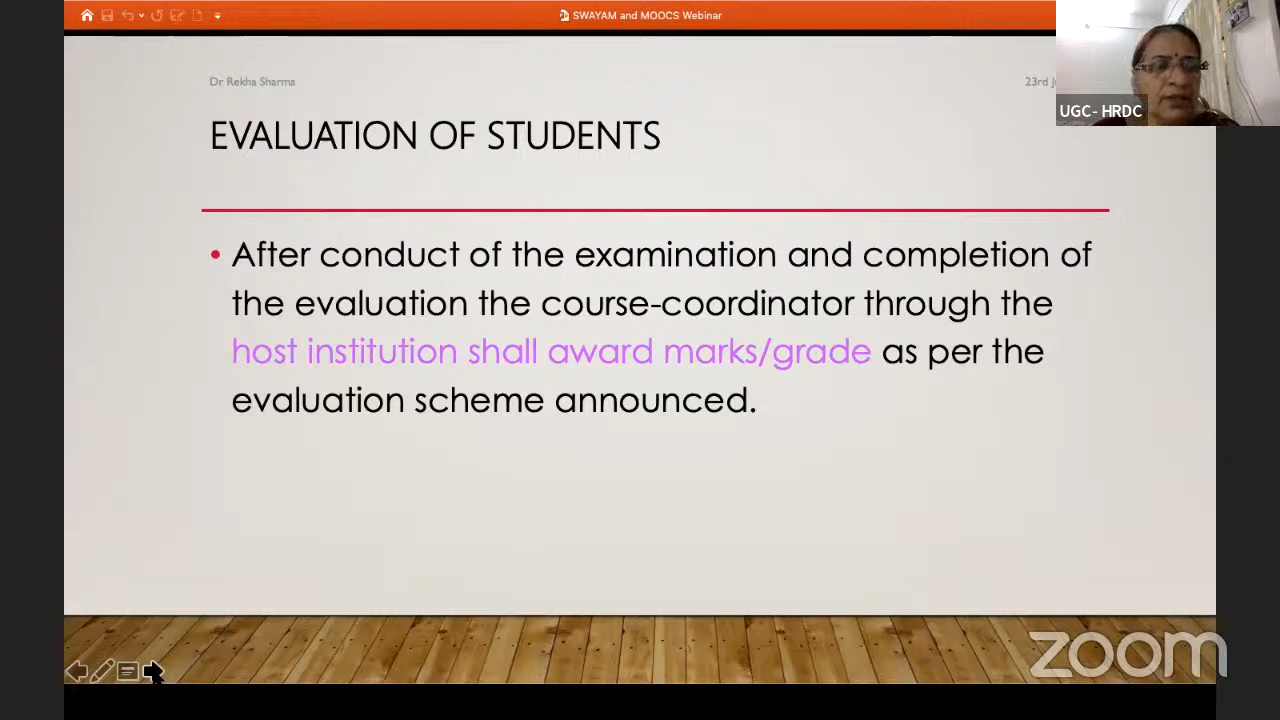 SWAYAM and MOOCS Webinar
Dr Rekha Sharma
23rd
UGC- HRDC
EVALUATION OF STUDENTS
• After conduct of the examination and completion of
the evaluation the course-coordinator through the
host institution shall award marks/grade as per the
evaluation scheme announced.
zoom